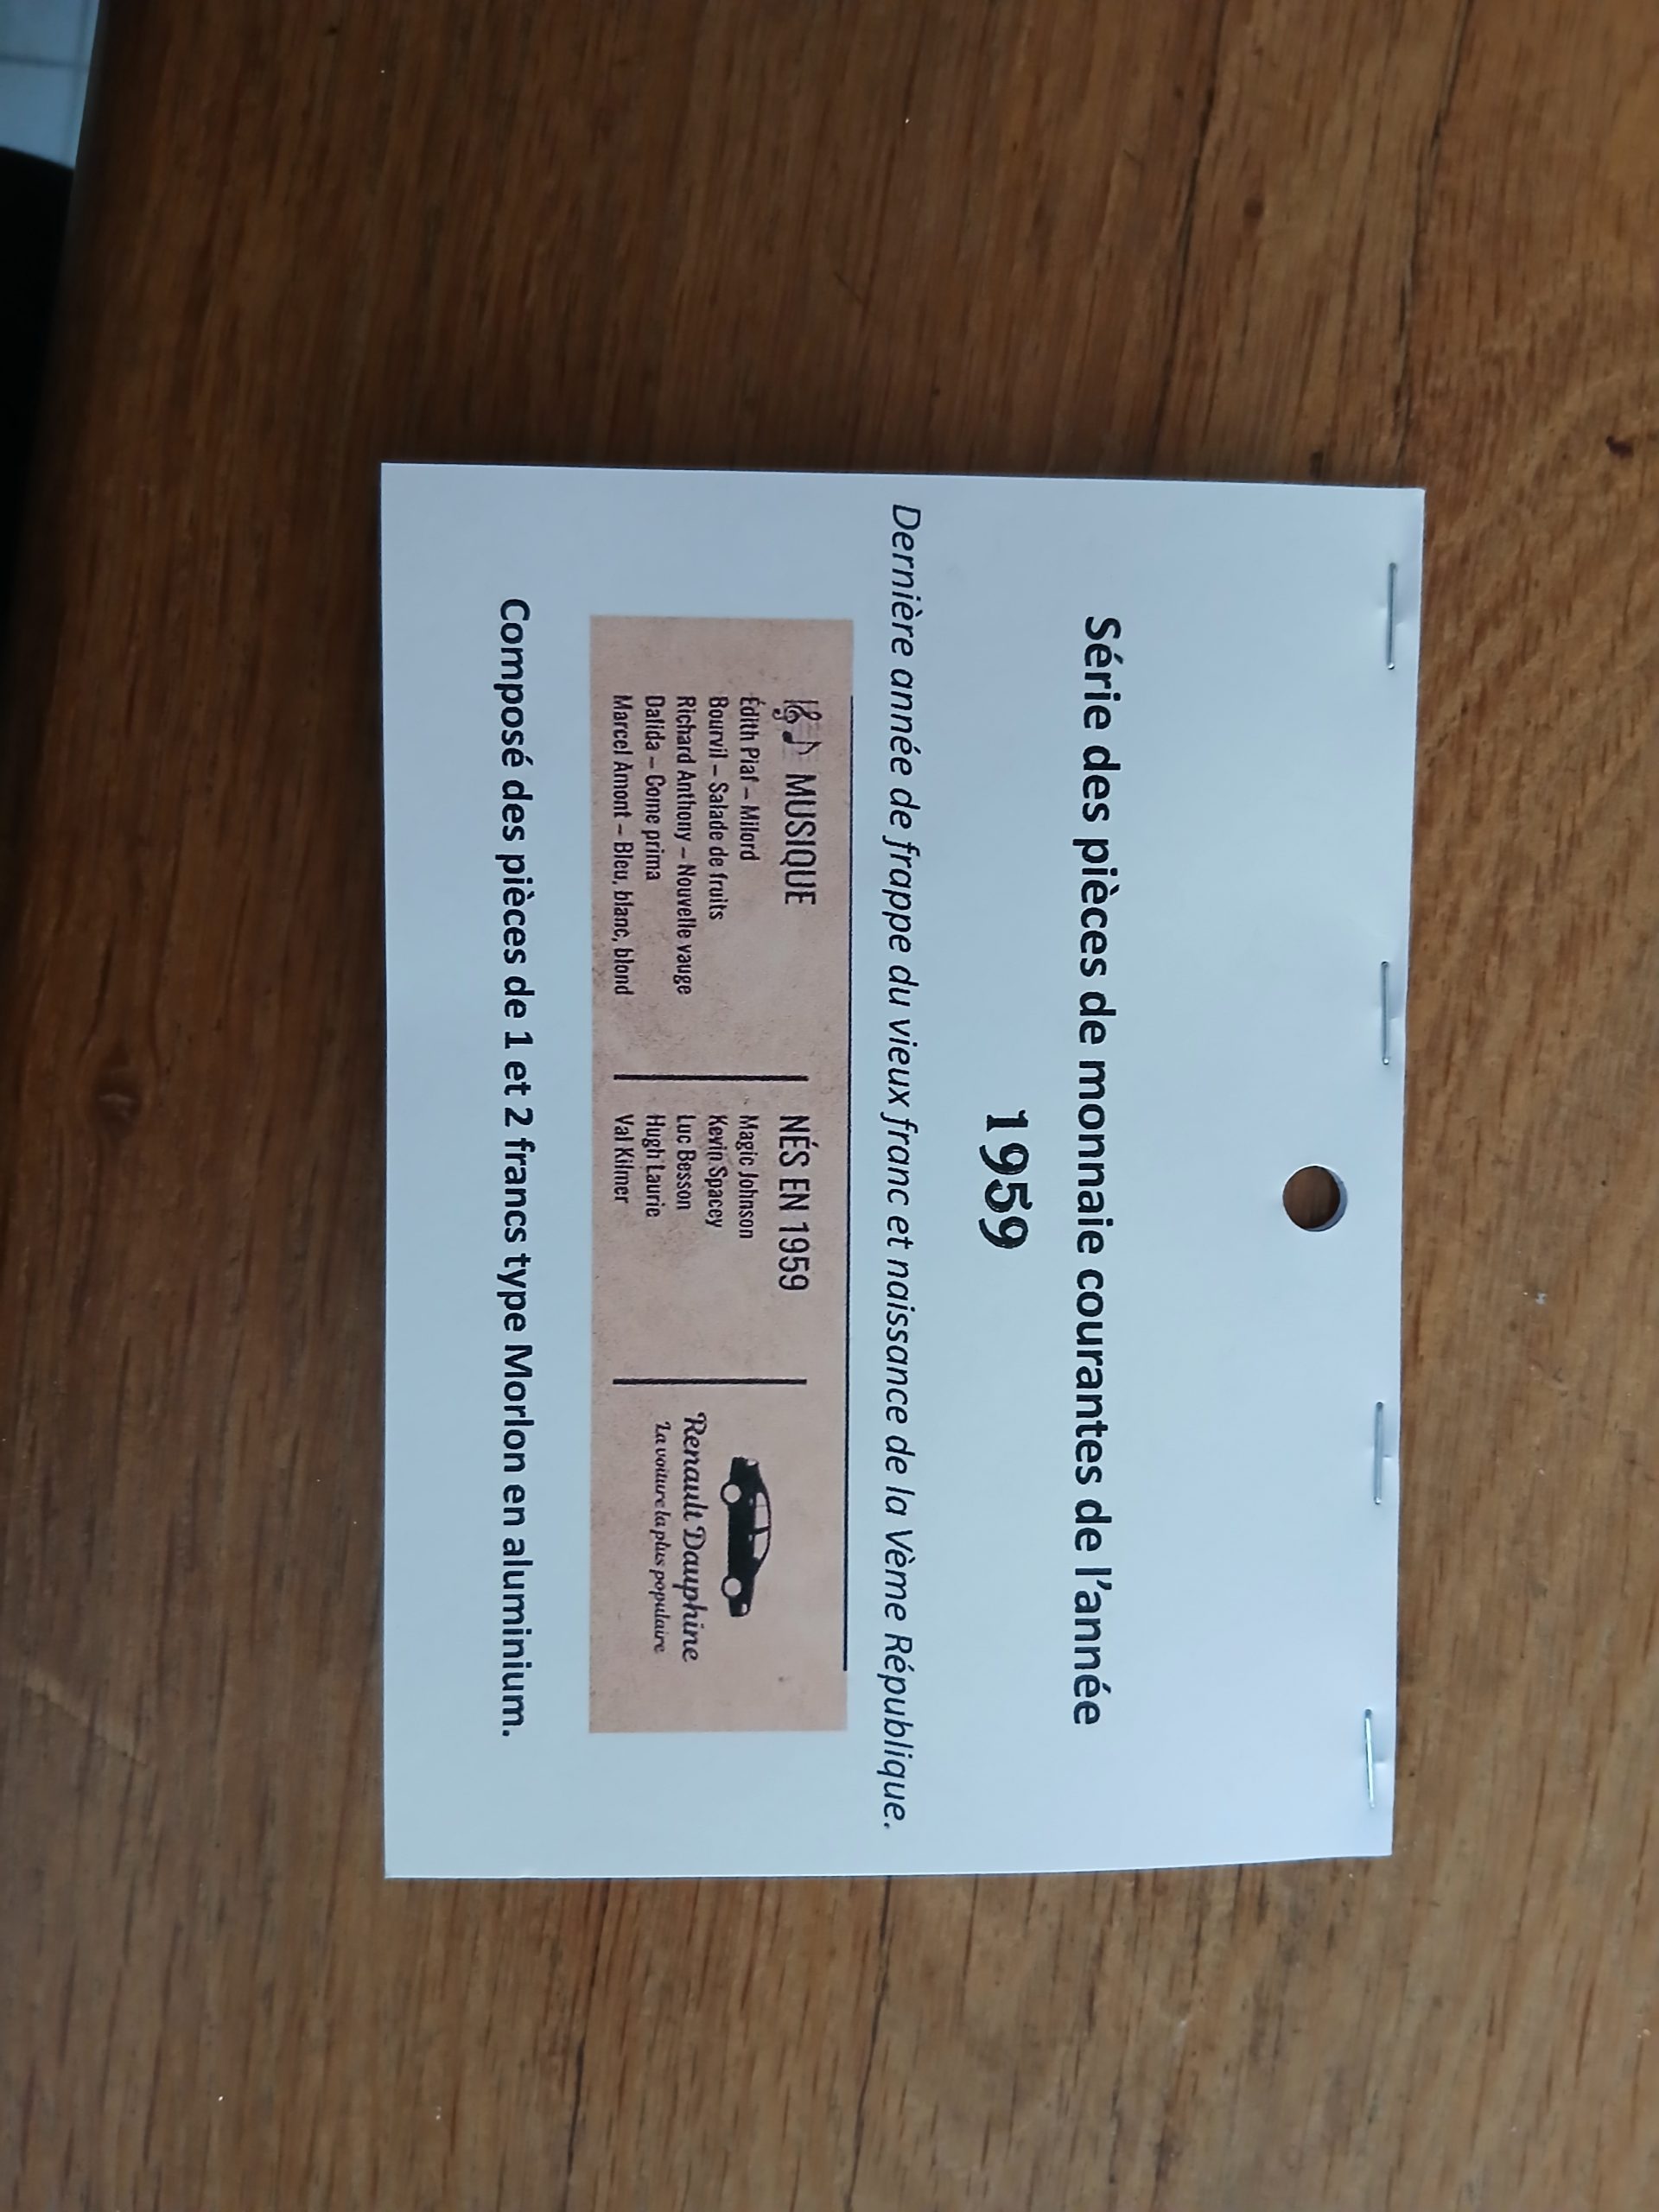 Série des pièces de monnaie courantes de l'année
1959
Dernière année de frappe du vieux franc et naissance de la Vème République.
MUSIQUE
Édith Piaf – Milord
Bourvil – Salade de fruits
Richard Anthony – Nouvelle vauge
Dalida – Come prima
Marcel Amont – Bleu, blanc, blond
NÉS EN 1959
Magic Johnson
Kevin Spacey
Luc Besson
Hugh Laurie
Val Kilmer
Renault Dauphine
La voiture la plus populaire
Composé des pièces de 1 et 2 francs type Morlon en aluminium.